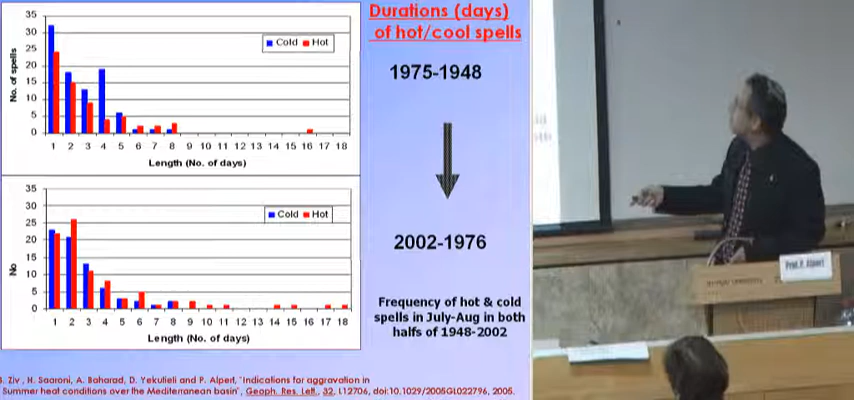 Durations (days)
of hot/cool spells
1975-1948
2002-1976
Frequency of hot & cold
spells in July-Aug in both
halfs of 1948-2002
35
30
25
20
15
10
5
0
No. of spells
Cold Hot
1 2 3 4 5 6 7 8 9 10 11 12 13 14 15 16 17 18
Length (No. of days)
35
30
25
20
15
10
5
0
No
Cold Hot
1 2 3 4 5 6 7 8 9 10 11 12 13 14 15 16 17 18
Length (No. of days)
. Ziv , H. Saaroni, A. Baharad, D. Yekutieli and P. Alpert, "Indications for aggravation in
Summer heat conditions over the Mediterranean basin", Geoph. Res. Lett., 32, L12706, doi:10.1029/2005GL022796, 2005.
Prof. P. Alpert